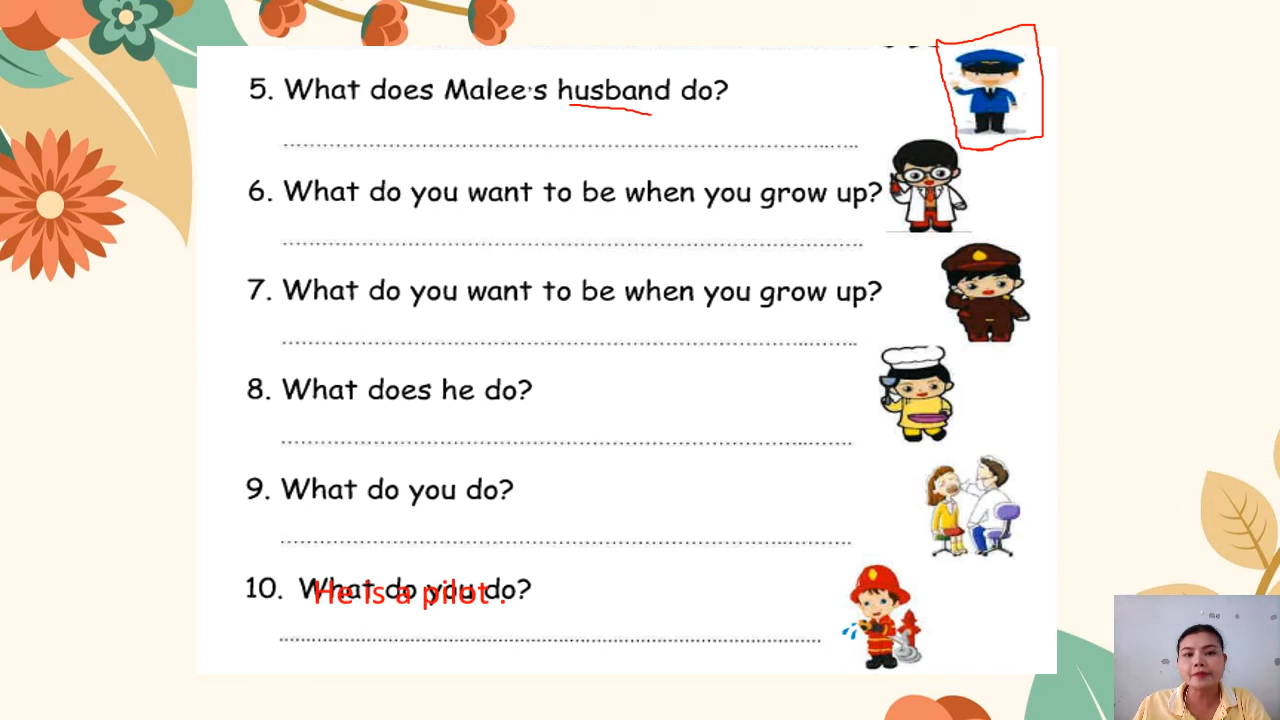 5. What does Malee's husband do?
6. What do you want to be when you grow up?
7. What do you want to be when you grow up?
8. What does he do?
9. What do you do?
10. What do you do?
He is a pilot .